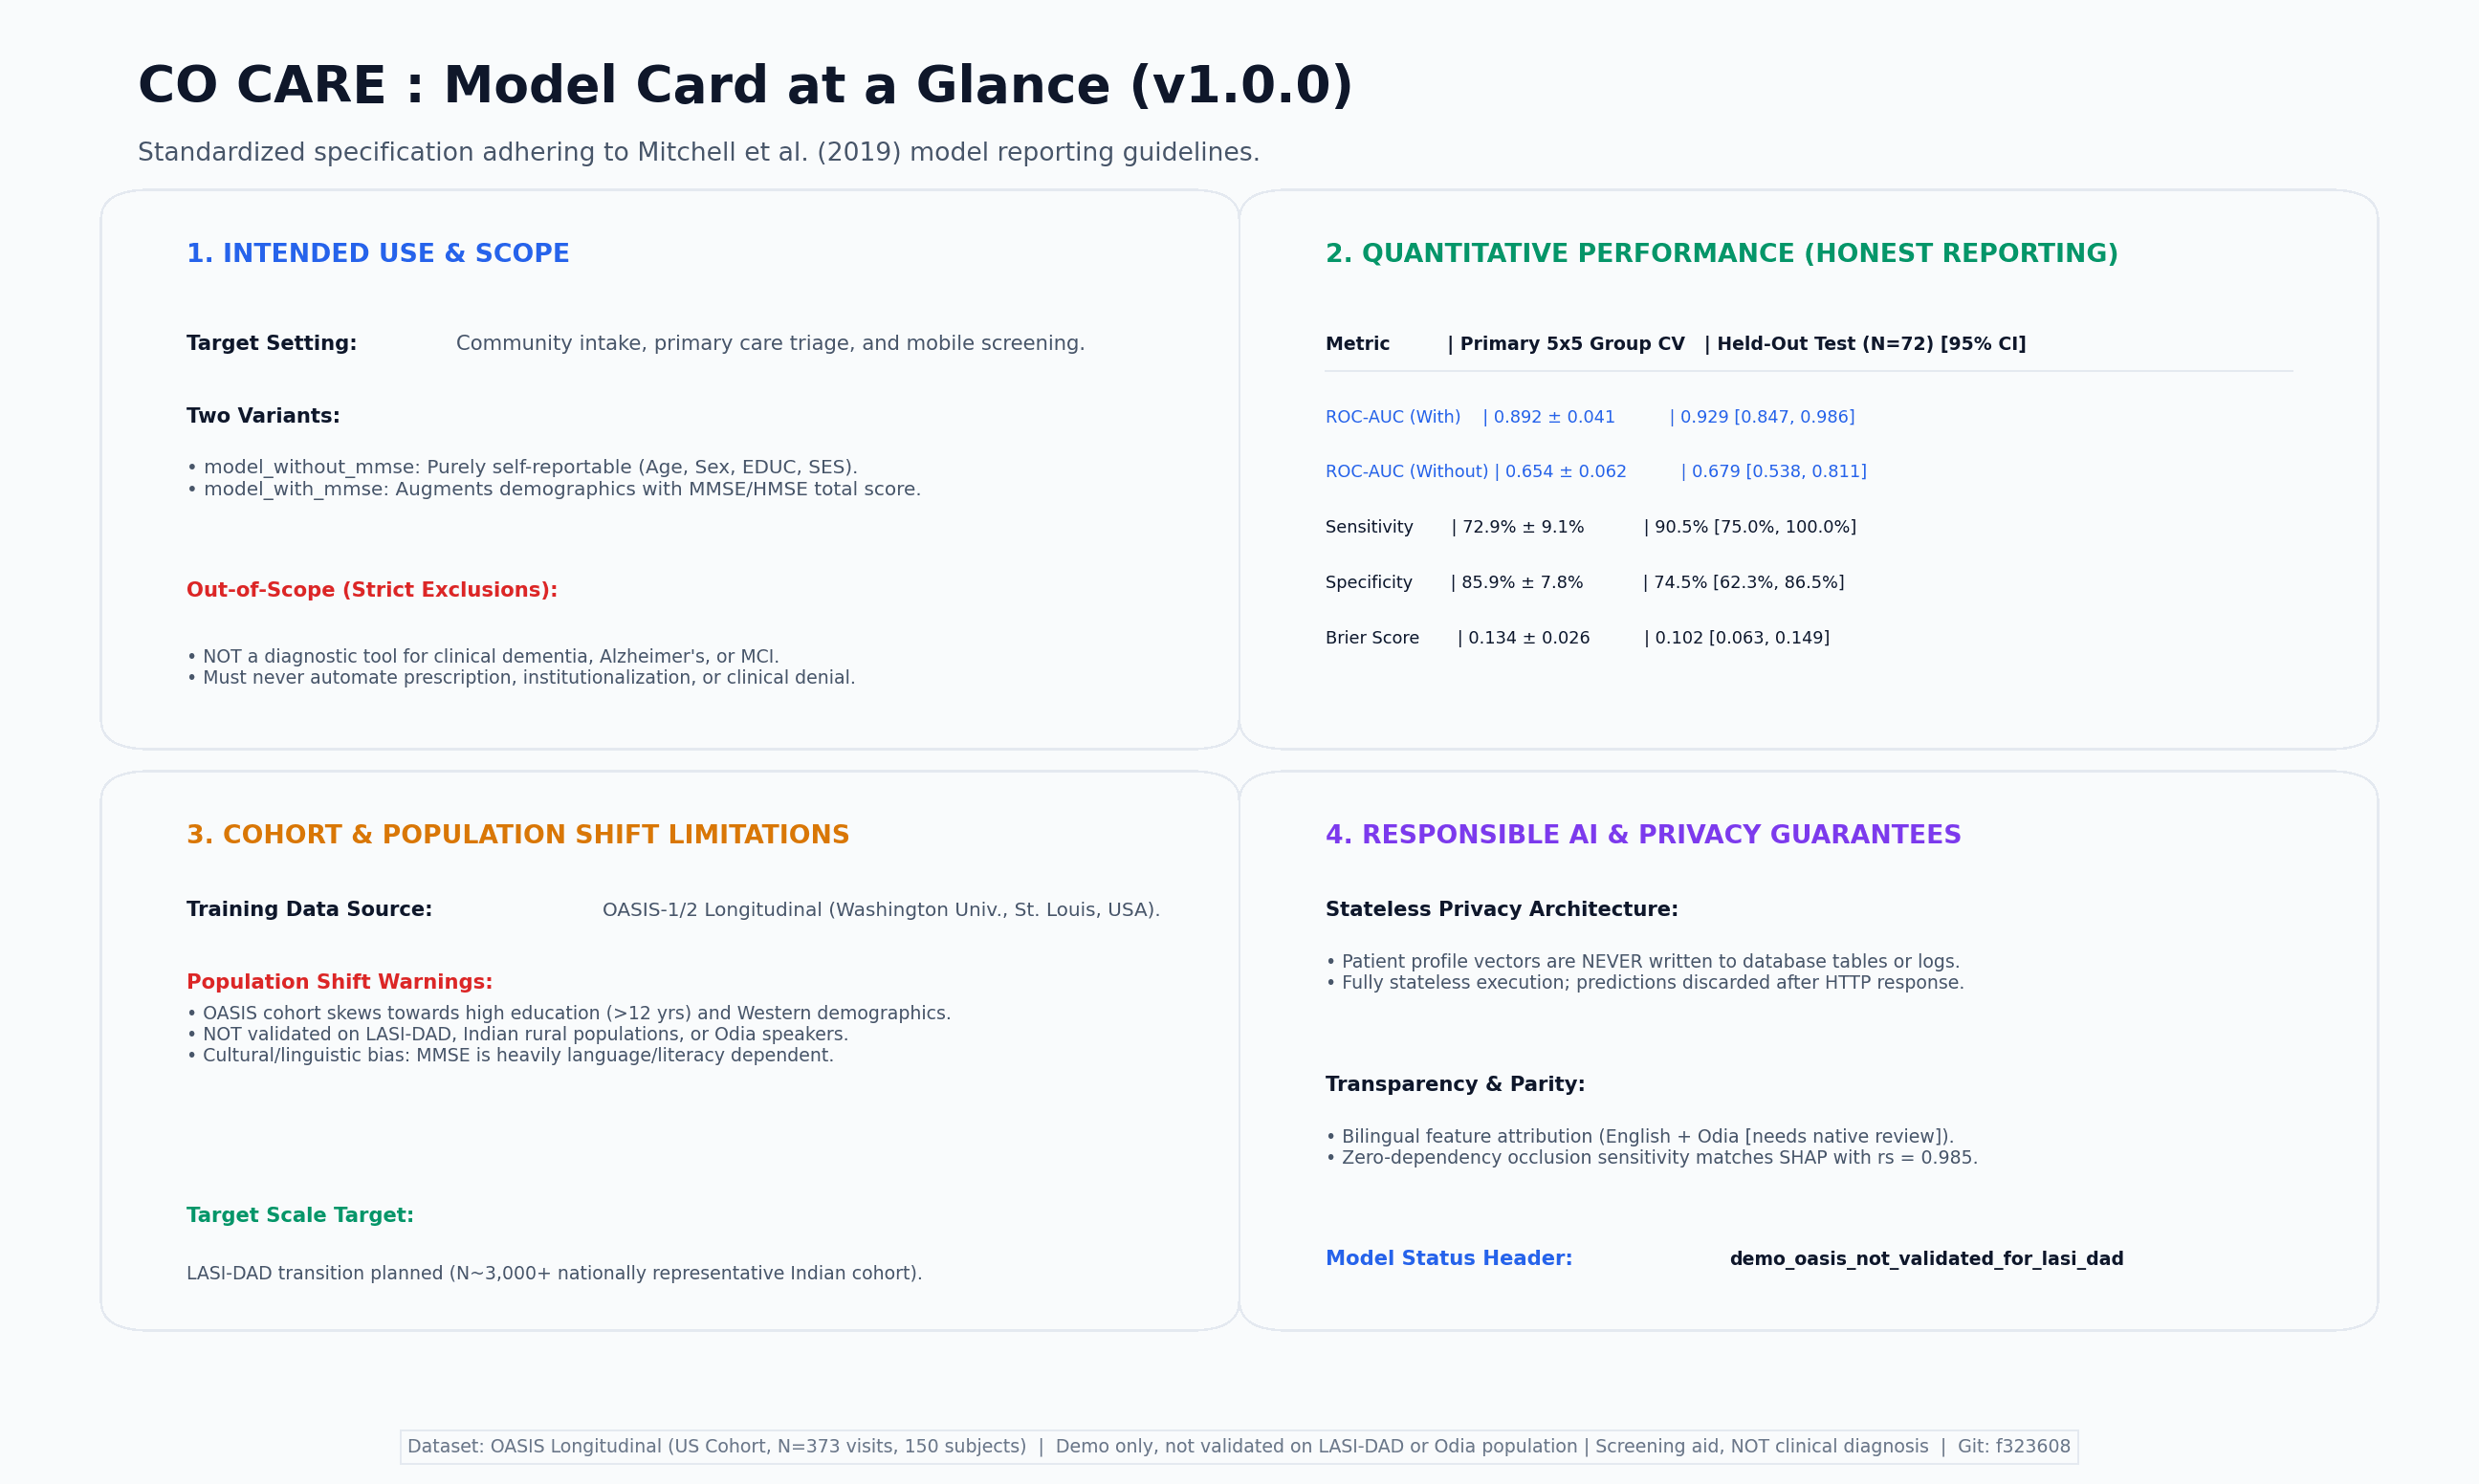 CO CARE : Model Card at a Glance (v1.0.0)
Standardized specification adhering to Mitchell et al. (2019) model reporting guidelines.
1. INTENDED USE & SCOPE
Target Setting: Community intake, primary care triage, and mobile screening.
Two Variants:
• model_without_mmse: Purely self-reportable (Age, Sex, EDUC, SES).
• model_with_mmse: Augments demographics with MMSE/HMSE total score.
Out-of-Scope (Strict Exclusions):
• NOT a diagnostic tool for clinical dementia, Alzheimer's, or MCI.
• Must never automate prescription, institutionalization, or clinical denial.
2. QUANTITATIVE PERFORMANCE (HONEST REPORTING)
Metric | Primary 5x5 Group CV | Held-Out Test (N=72) [95% CI]
ROC-AUC (With) | 0.892 ± 0.041 | 0.929 [0.847, 0.986]
ROC-AUC (Without) | 0.654 ± 0.062 | 0.679 [0.538, 0.811]
Sensitivity | 72.9% ± 9.1% | 90.5% [75.0%, 100.0%]
Specificity | 85.9% ± 7.8% | 74.5% [62.3%, 86.5%]
Brier Score | 0.134 ± 0.026 | 0.102 [0.063, 0.149]
3. COHORT & POPULATION SHIFT LIMITATIONS
Training Data Source: OASIS-1/2 Longitudinal (Washington Univ., St. Louis, USA).
Population Shift Warnings:
• OASIS cohort skews towards high education (>12 yrs) and Western demographics.
• NOT validated on LASI-DAD, Indian rural populations, or Odia speakers.
• Cultural/linguistic bias: MMSE is heavily language/literacy dependent.
Target Scale Target:
LASI-DAD transition planned (N~3,000+ nationally representative Indian cohort).
4. RESPONSIBLE AI & PRIVACY GUARANTEES
Stateless Privacy Architecture:
• Patient profile vectors are NEVER written to database tables or logs.
• Fully stateless execution; predictions discarded after HTTP response.
Transparency & Parity:
• Bilingual feature attribution (English + Odia [needs native review]).
• Zero-dependency occlusion sensitivity matches SHAP with rs = 0.985.
Model Status Header: demo_oasis_not_validated_for_lasi_dad
Dataset: OASIS Longitudinal (US Cohort, N=373 visits, 150 subjects) | Demo only, not validated on LASI-DAD or Odia population | Screening aid, NOT clinical diagnosis | Git: f323608